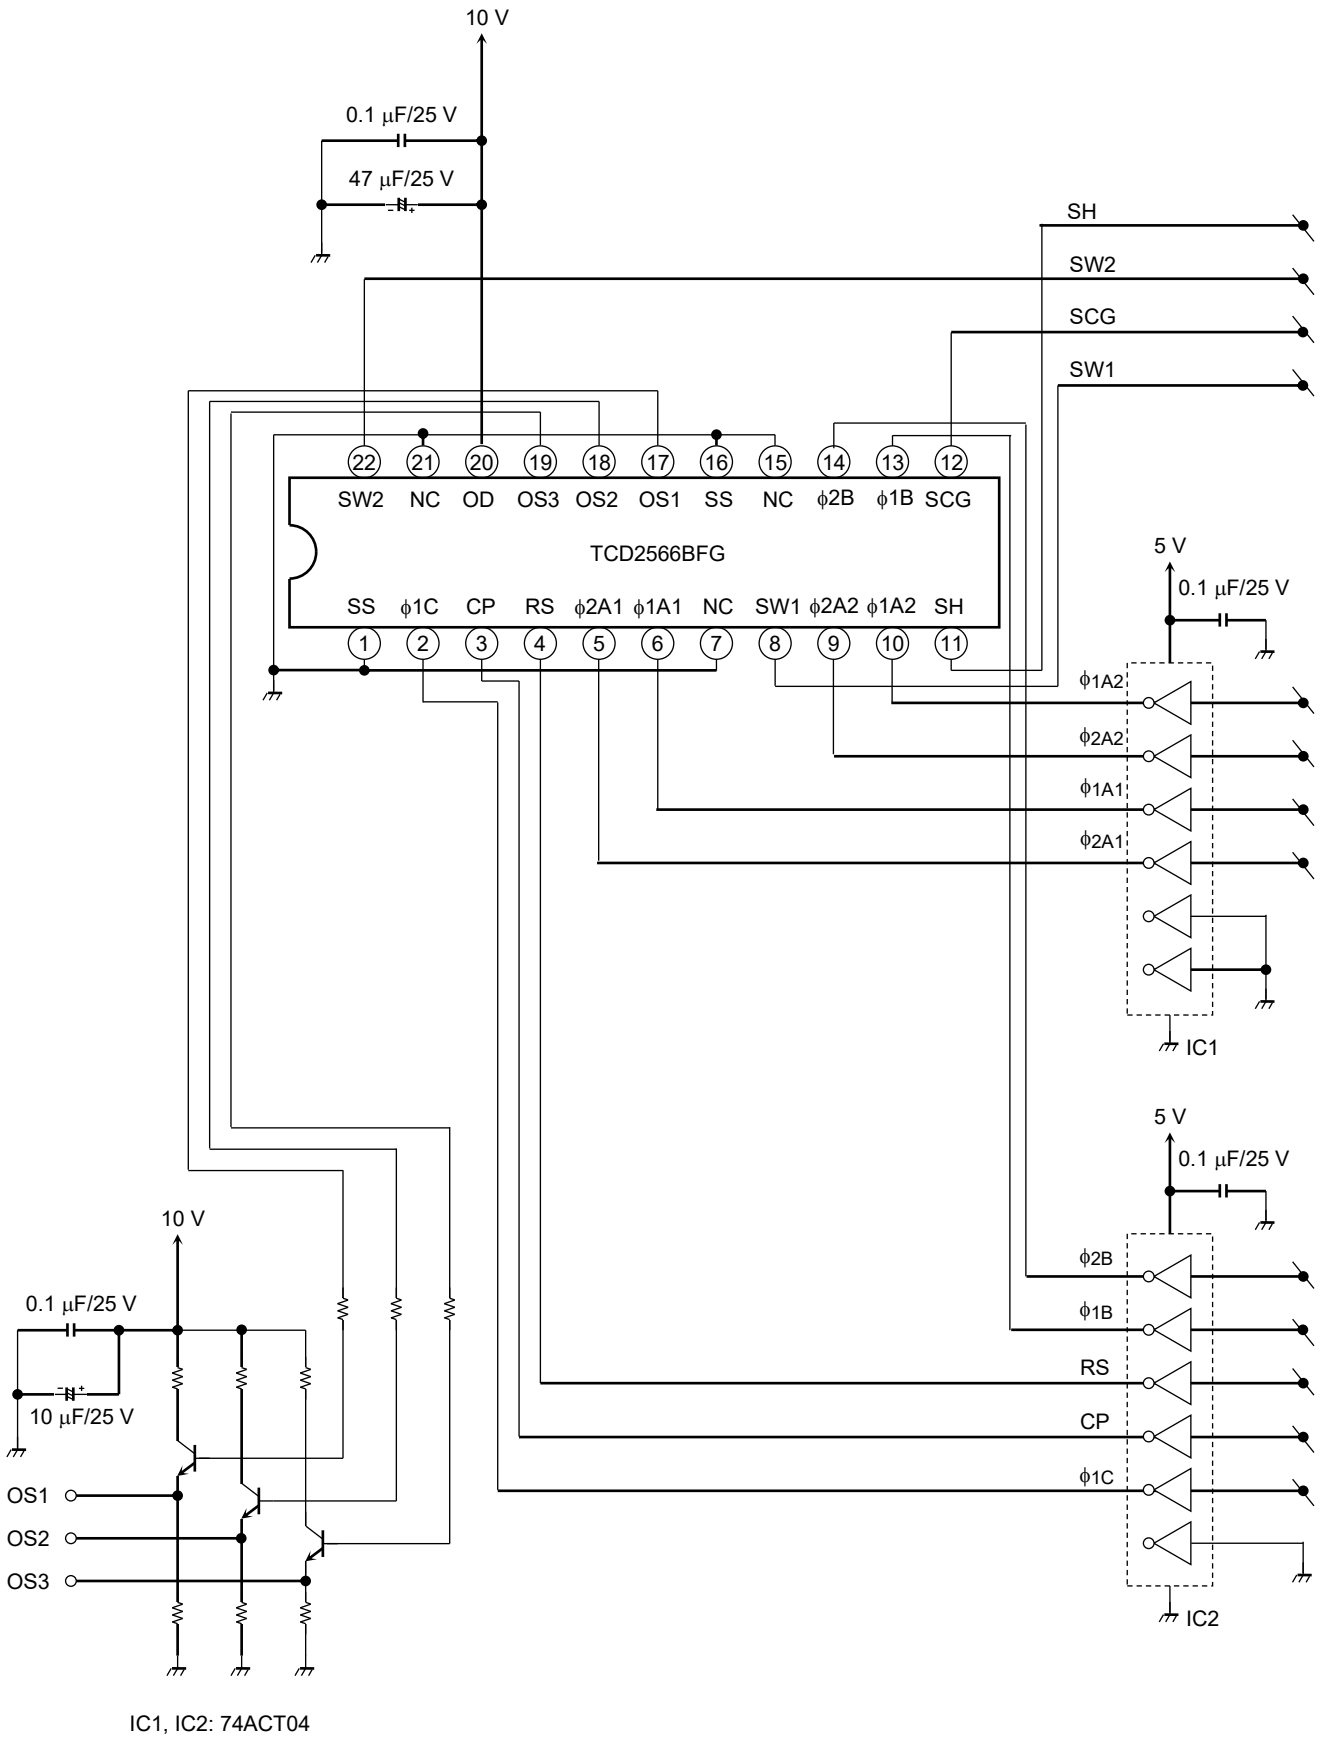 10 V
0.1 μF/25 V
47 μF/25 V
- +
SH
SW2
SCG
SW1
22 21 20 19 18 17 16 15 14 13 12
SW2 NC OD OS3 OS2 OS1 SS NC ϕ2B ϕ1B SCG
TCD2566BFG
SS ϕ1C CP RS ϕ2A1 ϕ1A1 NC SW1 ϕ2A2 ϕ1A2 SH
1 2 3 4 5 6 7 8 9 10 11
5 V
0.1 μF/25 V
ϕ1A2
ϕ2A2
ϕ1A1
ϕ2A1
IC1
5 V
0.1 μF/25 V
ϕ2B
ϕ1B
RS
CP
ϕ1C
IC2
10 V
0.1 μF/25 V
- +
10 μF/25 V
OS1
OS2
OS3
IC1, IC2: 74ACT04